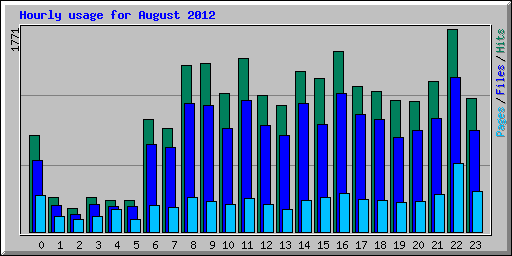 Hourly usage for August 2012
1771
Pages / Files / Hits
0 1 2 3 4 5 6 7 8 9 10 11 12 13 14 15 16 17 18 19 20 21 22 23